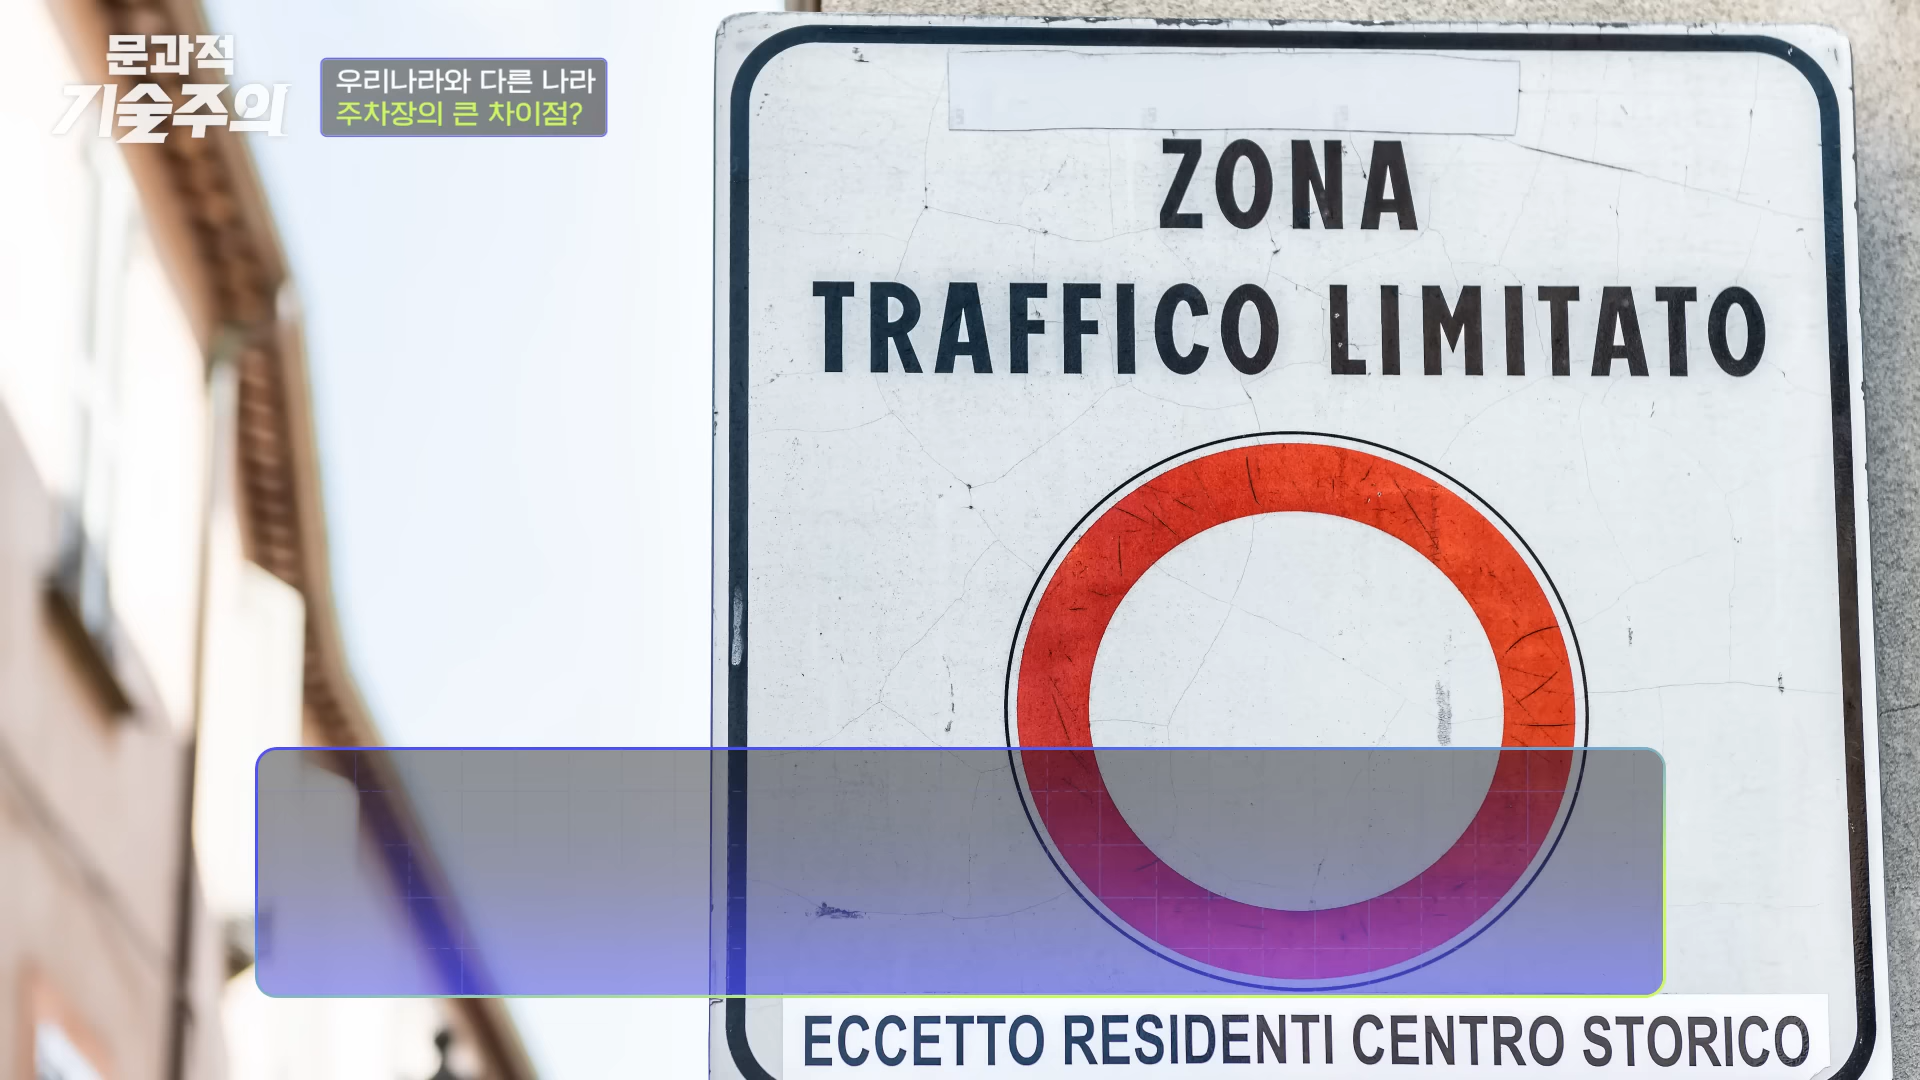 문과적
기술주의
우리나라와 다른 나라
주차장의 큰 차이점?
ZONA
TRAFFICO LIMITATO
ECCETTO RESIDENTI CENTRO STORICO